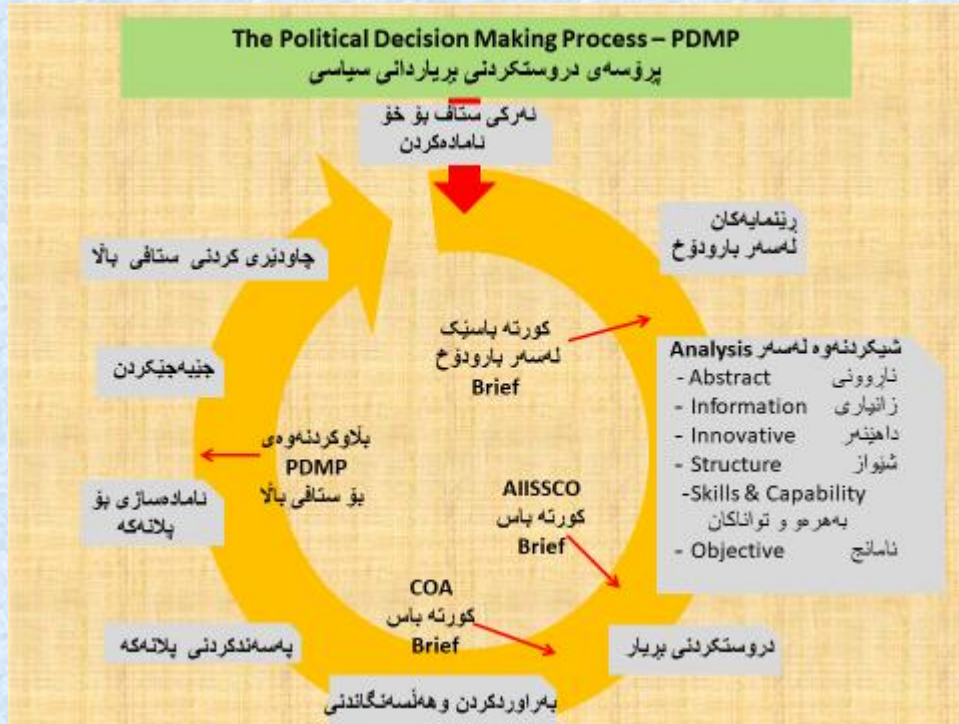 The Political Decision Making Process – PDMP
پرۆسەی دروستکردنی بریاردانی سیاسی
ئەرکی ستاف بۆ خۆ
ئامادەکردن
ڕێنمایەکان
لەسەر بارودۆخ
چاودێری کردنی ستافی باڵا
کورتە باسێک
لەسەر بارودۆخ
Brief
شیکردنەوە لەسەر Analysis
- Abstract ناڕوونی
- Information زانیاری
- Innovative داهێنەر
- Structure شێواز
-Skills & Capability
بەهرەو و تواناکان
- Objective ئامانج
جێبەجێکردن
بڵاوکردنەوەی
PDMP
بۆ ستافی باڵا
AIISSCO
کورتە باس
Brief
ئامادەسازی بۆ
پلانەکە
COA
کورتە باس
Brief
دروستکردنی بریار
پەسەندکردنی پلانەکە
بەراوردکردن وهەڵسەنگاندنی